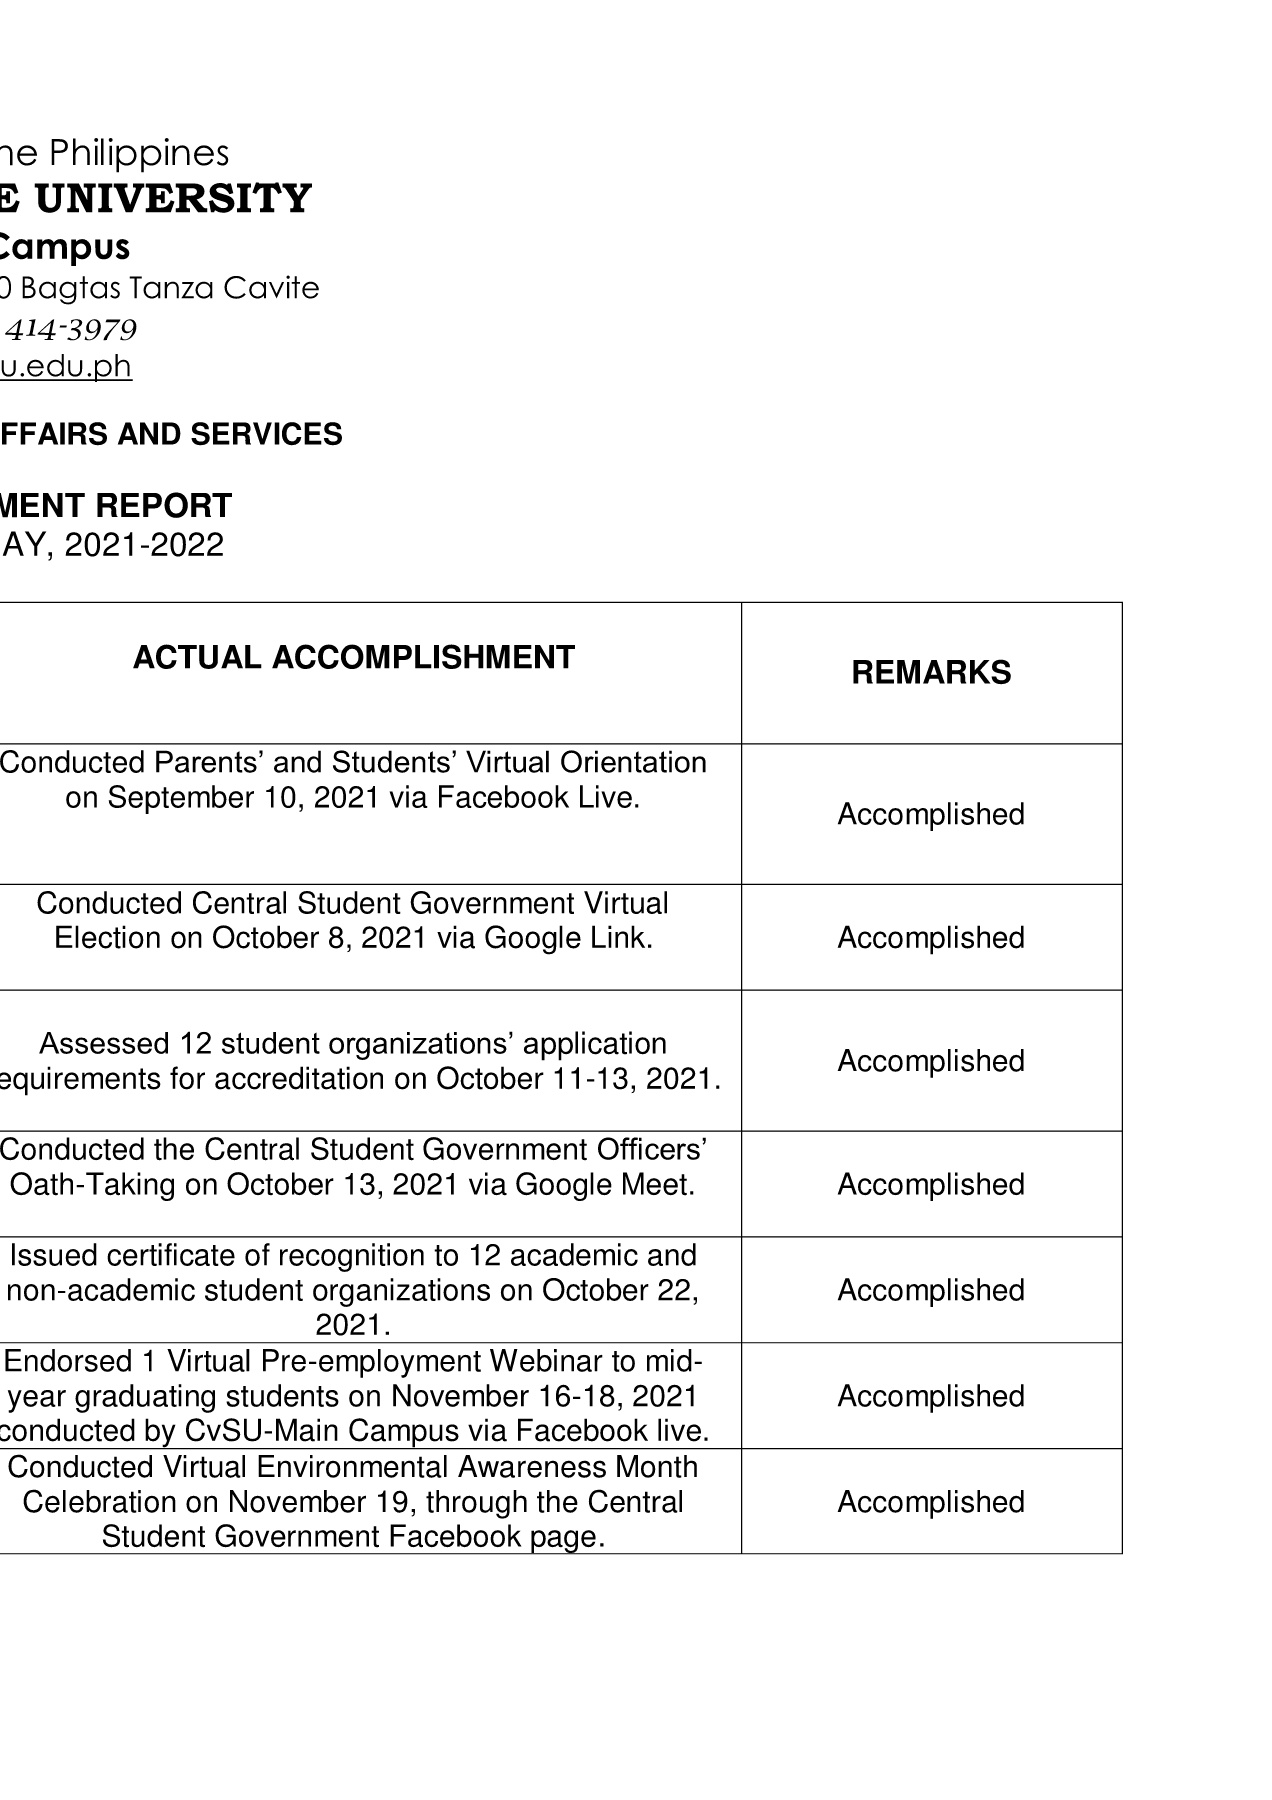 ne Philippines
E UNIVERSITY
Campus
0 Bagtas Tanza Cavite
414-3979
u.edu.ph
FFAIRS AND SERVICES
MENT REPORT
AY, 2021-2022
ACTUAL ACCOMPLISHMENT
REMARKS
Conducted Parents’ and Students’ Virtual Orientation
on September 10, 2021 via Facebook Live.
Accomplished
Conducted Central Student Government Virtual
Election on October 8, 2021 via Google Link.
Accomplished
Assessed 12 student organizations’ application
equirements for accreditation on October 11-13, 2021.
Accomplished
Conducted the Central Student Government Officers’
Oath-Taking on October 13, 2021 via Google Meet.
Accomplished
Issued certificate of recognition to 12 academic and
non-academic student organizations on October 22,
2021.
Accomplished
Endorsed 1 Virtual Pre-employment Webinar to mid-
year graduating students on November 16-18, 2021
conducted by CvSU-Main Campus via Facebook live.
Accomplished
Conducted Virtual Environmental Awareness Month
Celebration on November 19, through the Central
Student Government Facebook page.
Accomplished